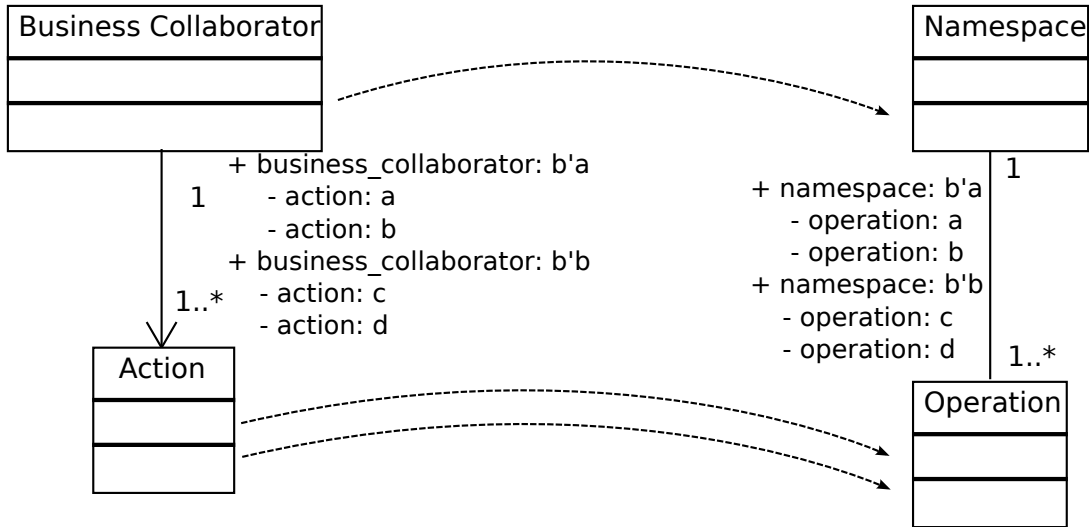 Business Collaborator
Namespace
+ business_collaborator: b'a
1
- action: a
- action: b
+ business_collaborator: b'b
1..*
- action: c
- action: d
1
+ namespace: b'a
- operation: a
- operation: b
+ namespace: b'b
- operation: c
- operation: d
1..*
Action
Operation